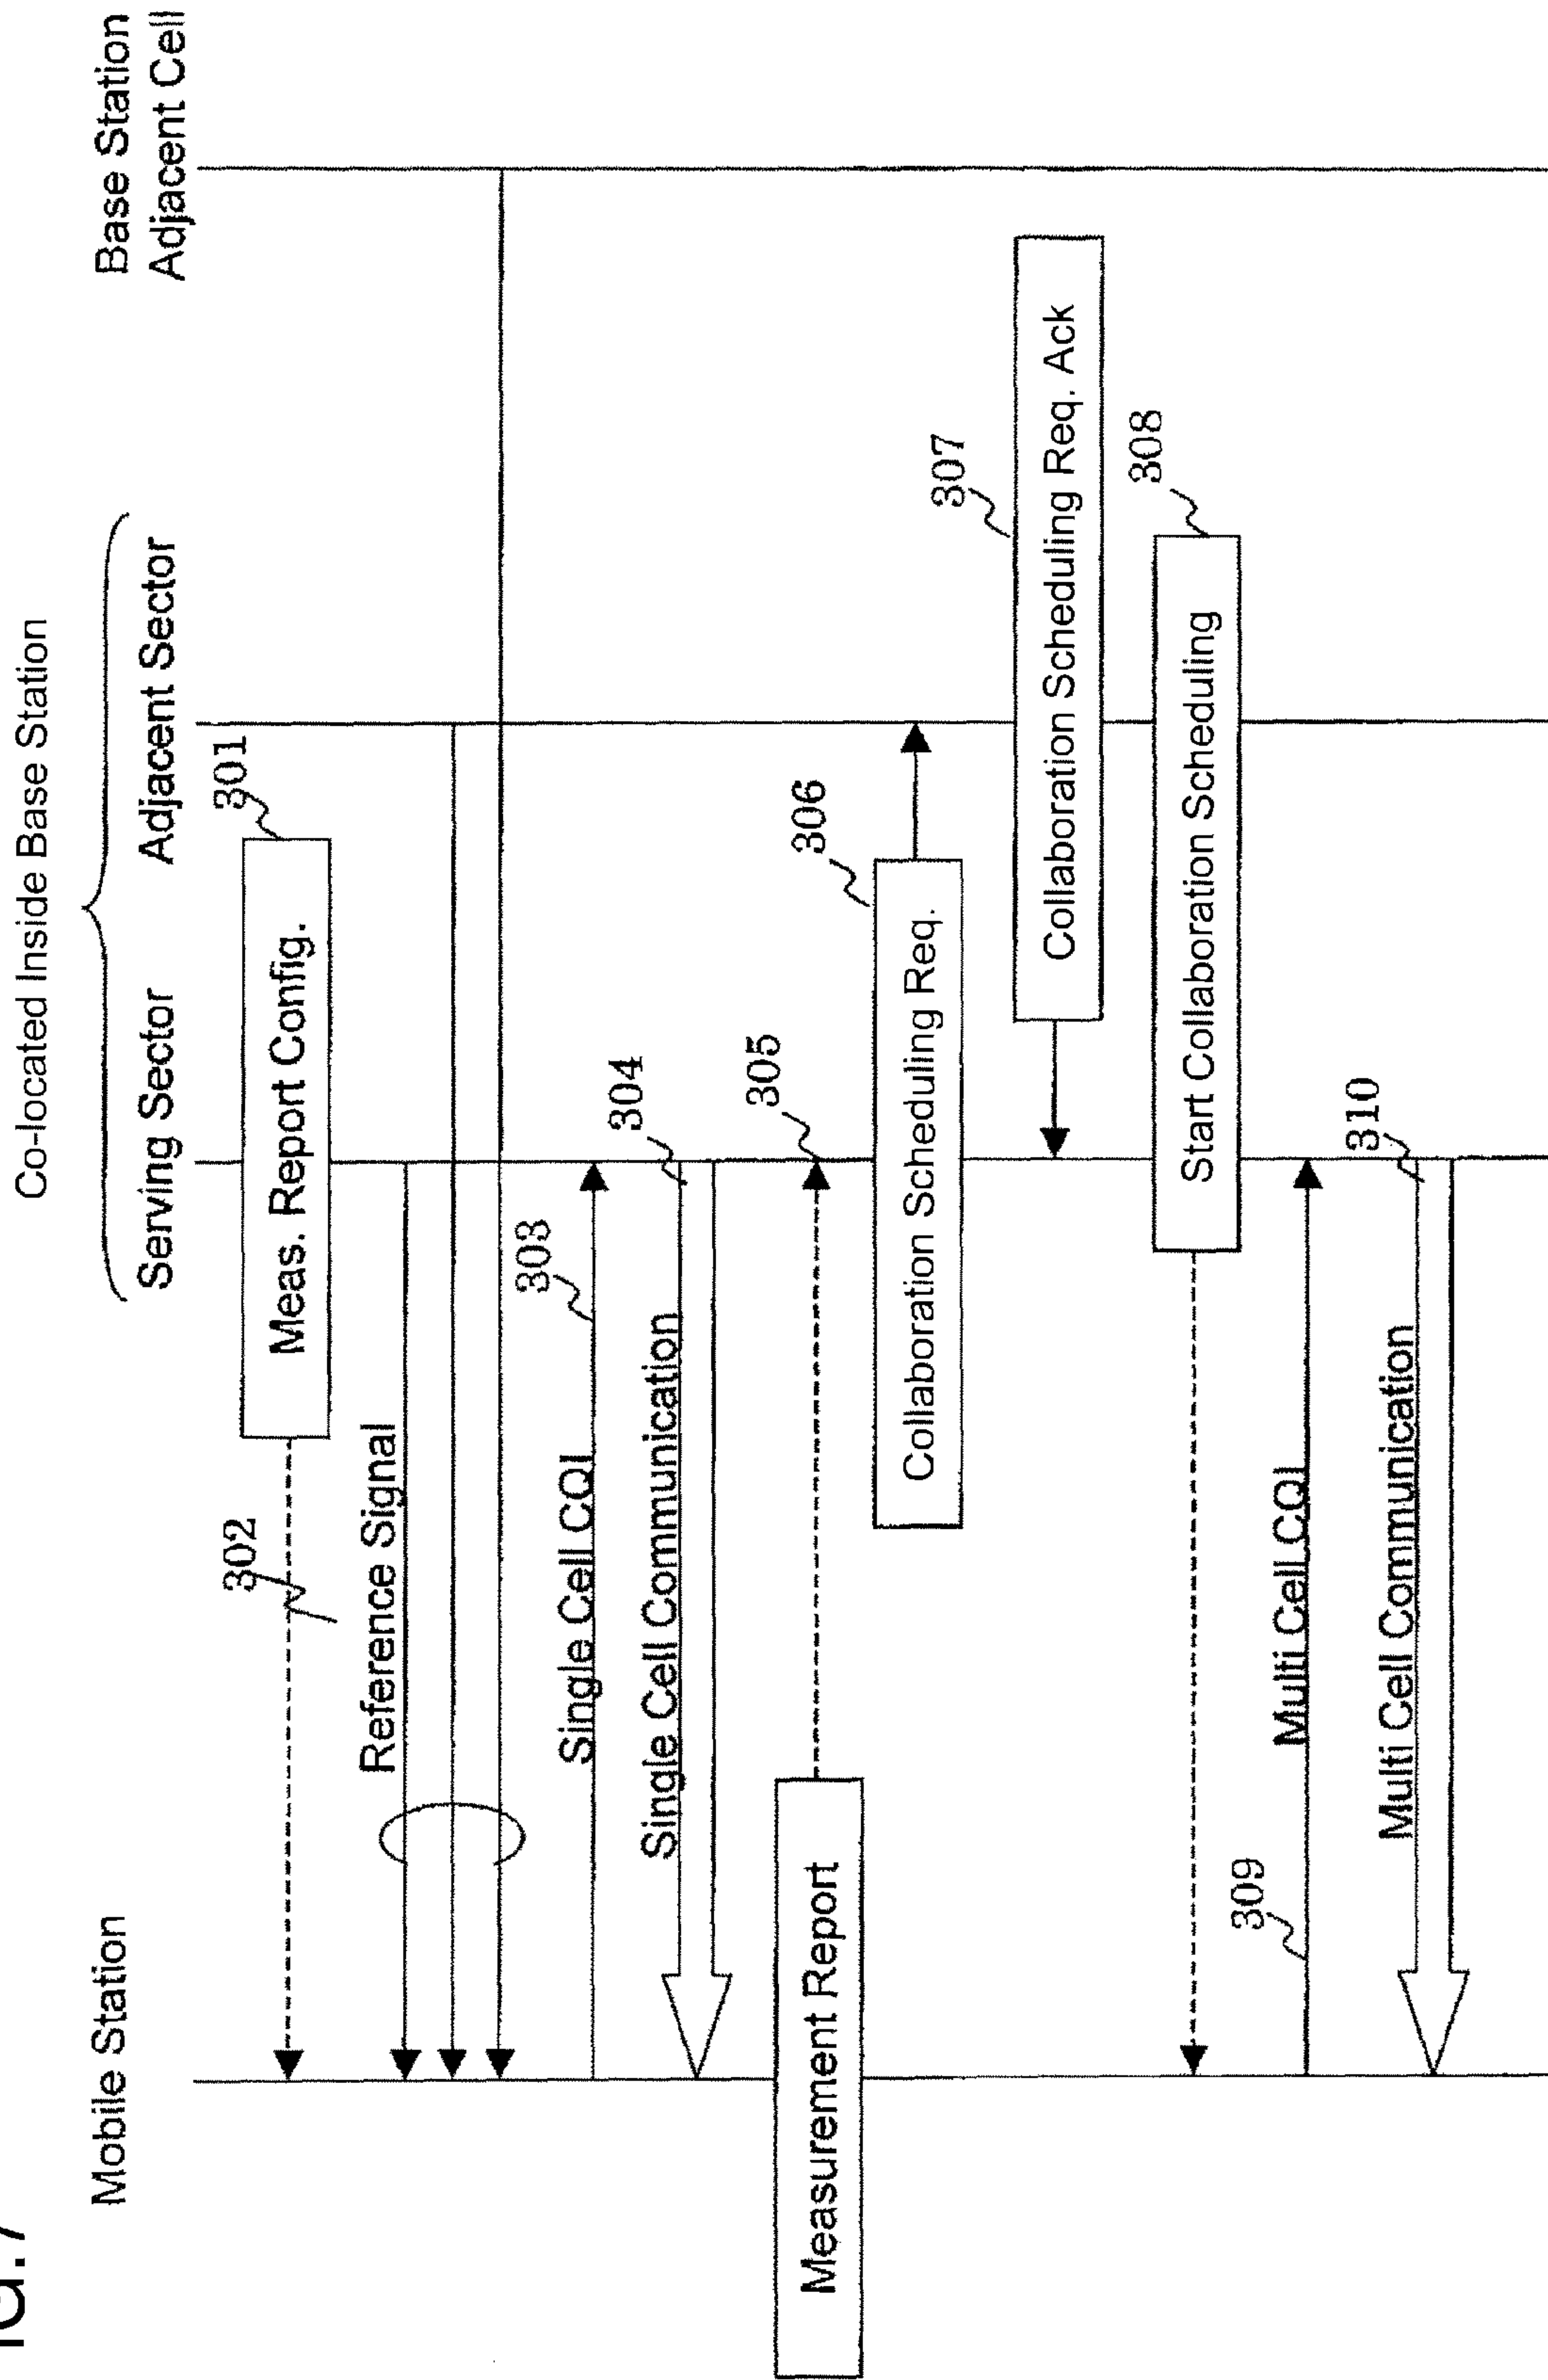 IG.7
Co-located Inside Base Station
Mobile Station
Serving Sector
Adjacent Sector
Base Station
Adjacent Cell
301
Meas. Report Config.
302
Reference Signal
303
Single Cell CQI
304
Single Cell Communication
305
Measurement Report
306
Collaboration Scheduling Req.
307
Collaboration Scheduling Req. Ack
308
Start Collaboration Scheduling
309
Multi Cell CQI
310
Multi Cell Communication